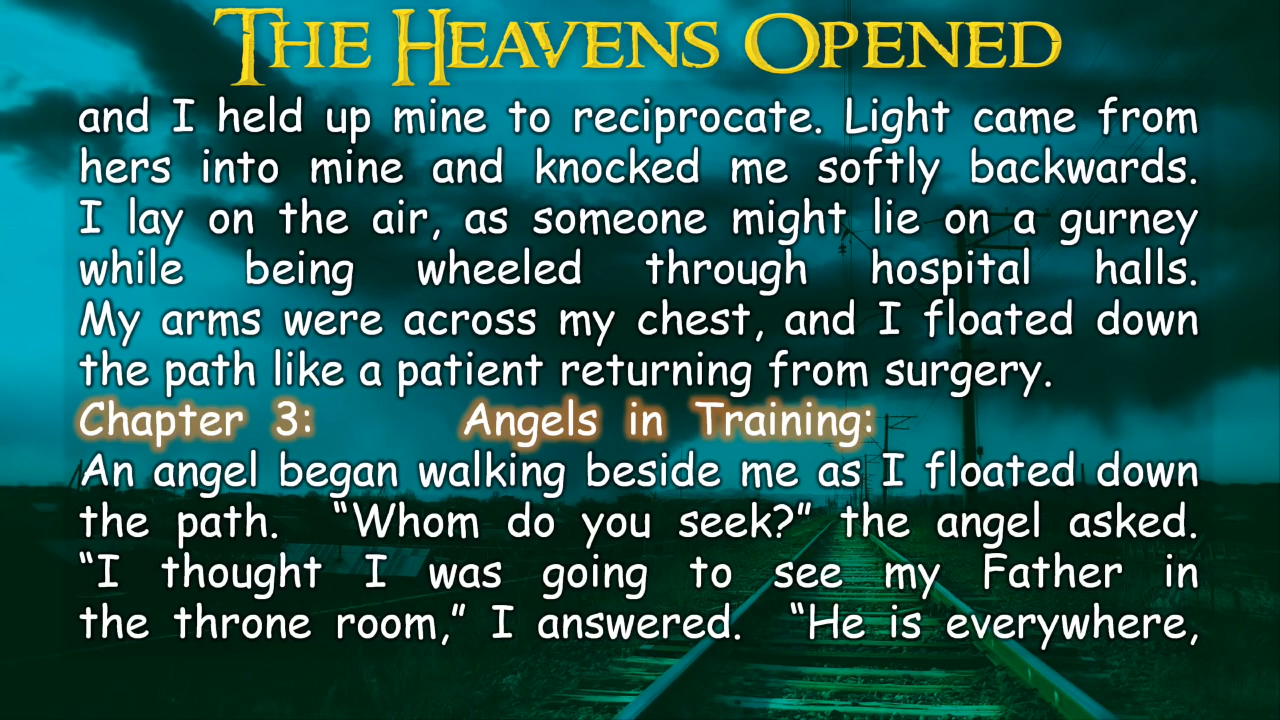 THE HEAVENS OPENED
and I held up mine to reciprocate. Light came from
hers into mine and knocked me softly backwards.
I lay on the air, as someone might lie on a gurney
while being wheeled through hospital halls.
My arms were across my chest, and I floated down
the path like a patient returning from surgery.
Chapter 3: Angels in Training:
An angel began walking beside me as I floated down
the path. “Whom do you seek?” the angel asked.
“I thought I was going to see my Father in
the throne room,” I answered. “He is everywhere,